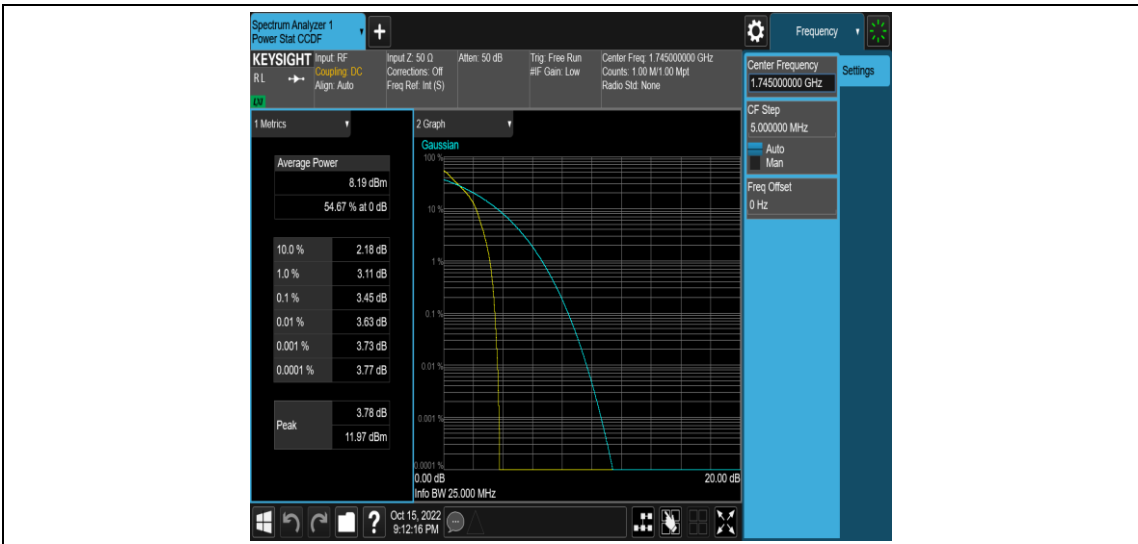 Spectrum Analyzer 1
Power Stat CCDF
+
Frequency
KEYSIGHT
Input: RF
Coupling: DC
Align: Auto
Input Z: 50 Ω
Corrections: Off
Freq Ref: Int (S)
Atten: 50 dB
Trig: Free Run
#IF Gain: Low
Center Freq: 1.745000000 GHz
Counts: 1.00 M/1.00 Mpt
Radio Std: None
RL
LXI
Center Frequency
1.745000000 GHz
Settings
CF Step
5.000000 MHz
Auto
Man
Freq Offset
0 Hz
1 Metrics
Average Power
8.19 dBm
54.67 % at 0 dB
10.0 % 2.18 dB
1.0 % 3.11 dB
0.1 % 3.45 dB
0.01 % 3.63 dB
0.001 % 3.73 dB
0.0001 % 3.77 dB
Peak
3.78 dB
11.97 dBm
2 Graph
Gaussian
100 %
10 %
1 %
0.1 %
0.01 %
0.001 %
0.0001 %
0.00 dB 20.00 dB
Info BW 25.000 MHz
?
Oct 15, 2022
9:12:16 PM